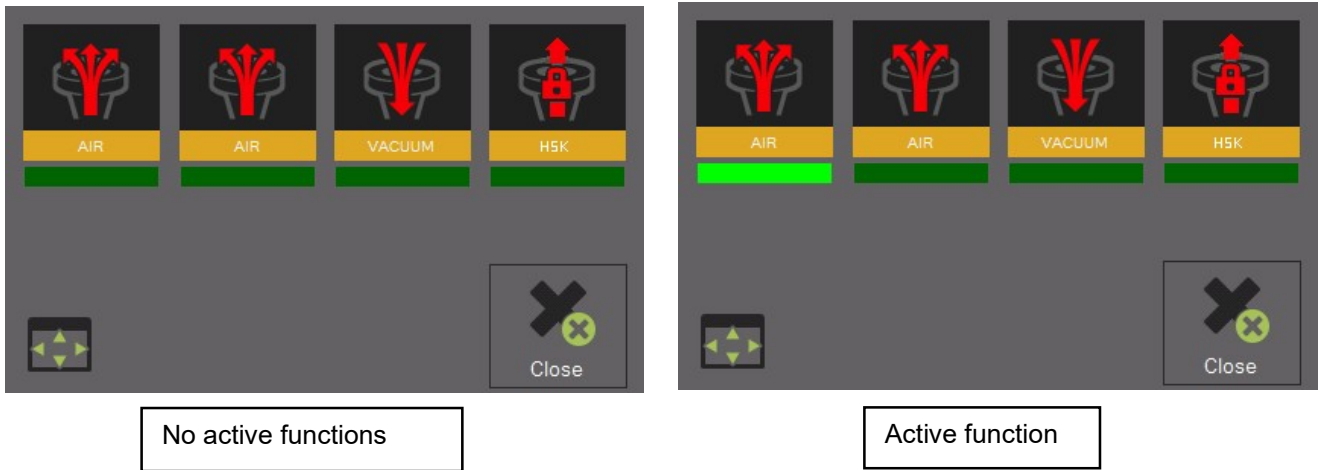 AIR AIR VACUUM HSK
Close
No active functions
AIR AIR VACUUM HSK
Close
Active function